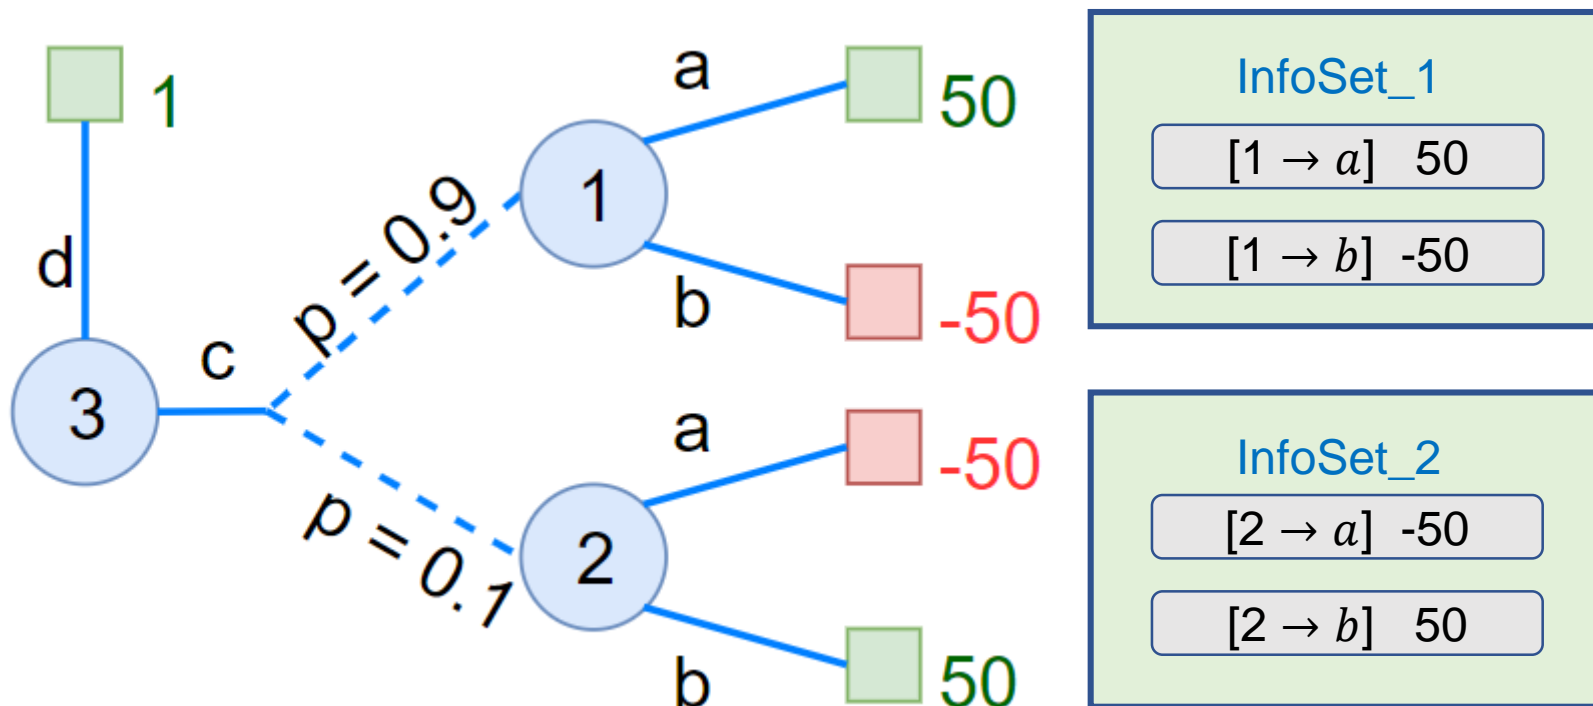 1
d
3
c
p = 0.9
p = 0.1
1
a
50
b
-50
2
a
-50
b
50
InfoSet_1
[1 → a] 50
[1 → b] -50
InfoSet_2
[2 → a] -50
[2 → b] 50